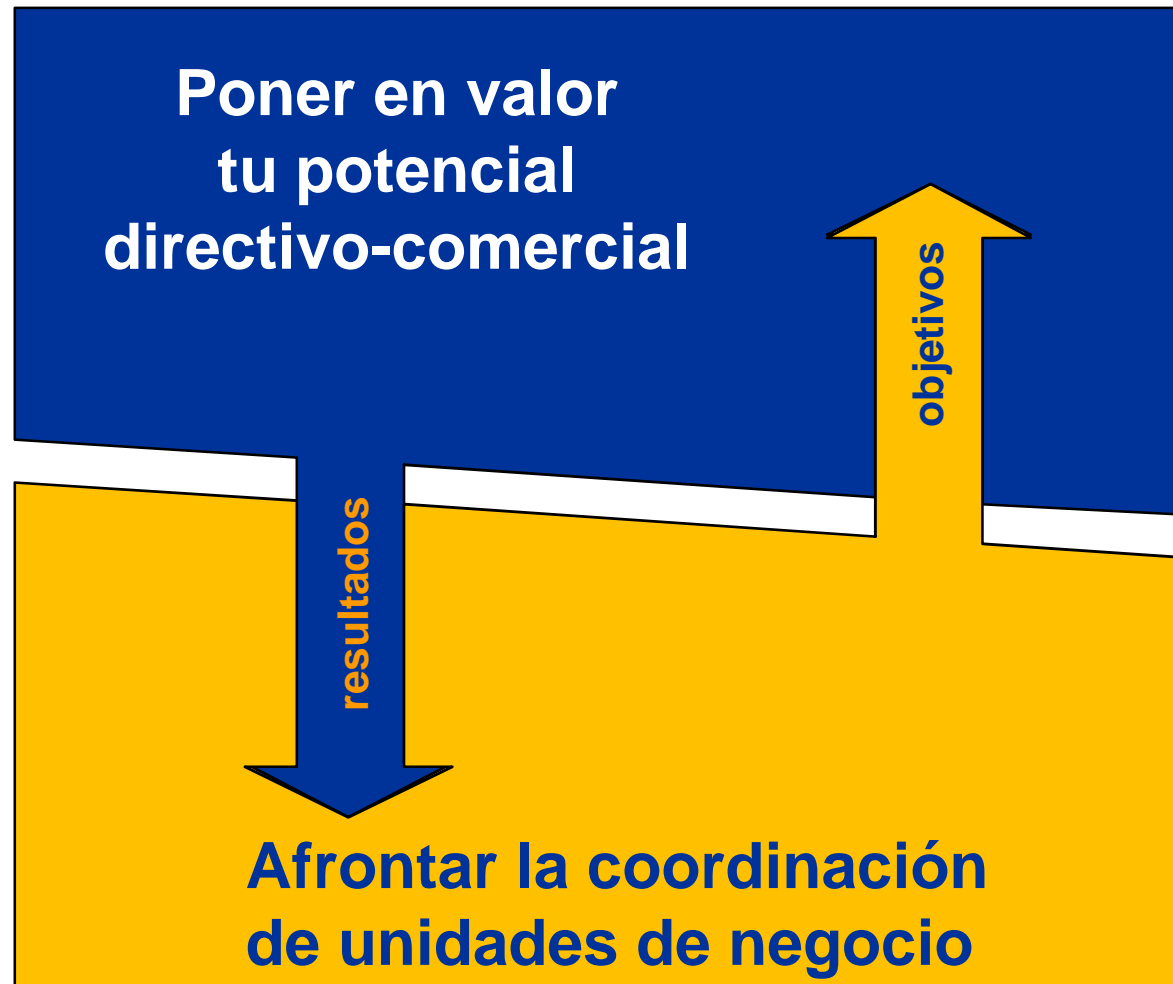 Poner en valor
tu potencial
directivo-comercial
objetivos
resultados
Afrontar la coordinación
de unidades de negocio